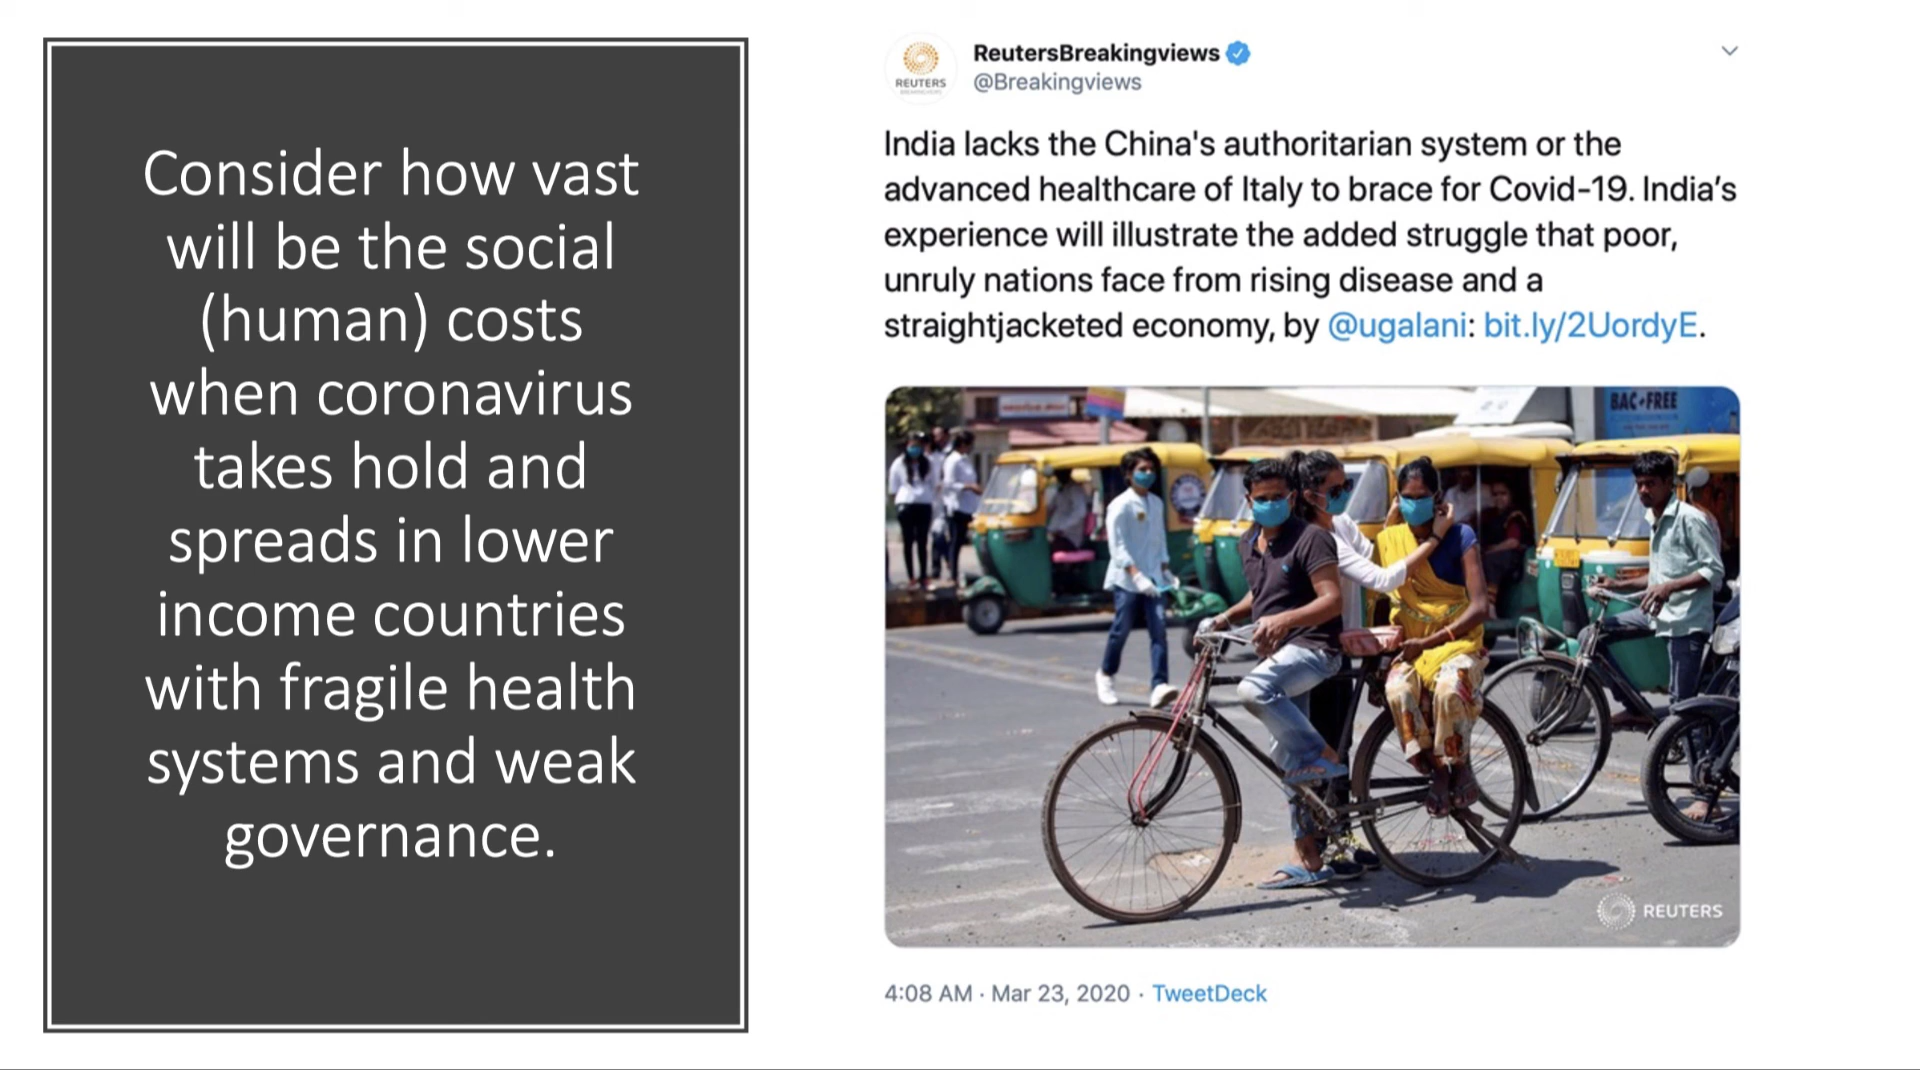 Consider how vast
will be the social
(human) costs
when coronavirus
takes hold and
spreads in lower
income countries
with fragile health
systems and weak
governance.
REUTERS
ReutersBreakingviews
@Breakingviews
India lacks the China's authoritarian system or the
advanced healthcare of Italy to brace for Covid-19. India’s
experience will illustrate the added struggle that poor,
unruly nations face from rising disease and a
straightjacketed economy, by @ugalani: bit.ly/2UordyE.
BAC-FREE
REUTERS
4:08 AM · Mar 23, 2020 · TweetDeck